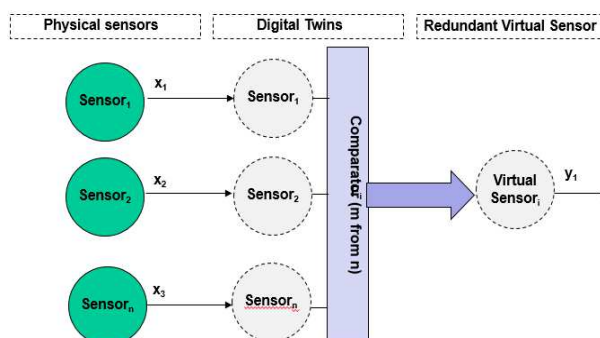 Physical sensors
Digital Twins
Redundant Virtual Sensor
x₁
Sensor₁
Sensor₁
x₂
Sensor₂
Sensor₂
Comparator (m from n)
Virtual
Sensorᵢ
y₁
x₃
Sensorₙ
Sensorₙ